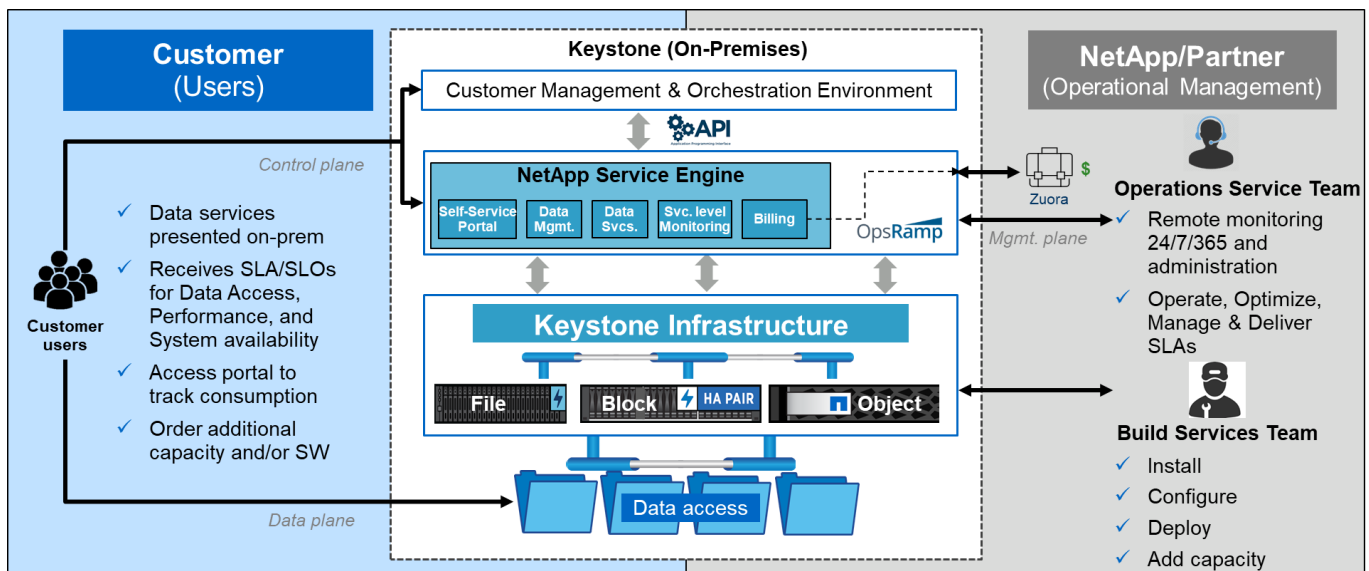 Customer
(Users)
Control plane
Customer
users
Data services
presented on-prem
Receives SLA/SLOs
for Data Access,
Performance, and
System availability
Access portal to
track consumption
Order additional
capacity and/or SW
Data plane
Keystone (On-Premises)
Customer Management & Orchestration Environment
API
Application Programming Interface
NetApp Service Engine
Self-Service
Portal
Data
Mgmt.
Data
Svcs.
Svc. level
Monitoring
Billing
OpsRamp
Keystone Infrastructure
File
Block
HA PAIR
Object
Data access
NetApp/Partner
(Operational Management)
$
Zuora
Mgmt. plane
Operations Service Team
Remote monitoring
24/7/365 and
administration
Operate, Optimize,
Manage & Deliver
SLAs
Build Services Team
Install
Configure
Deploy
Add capacity